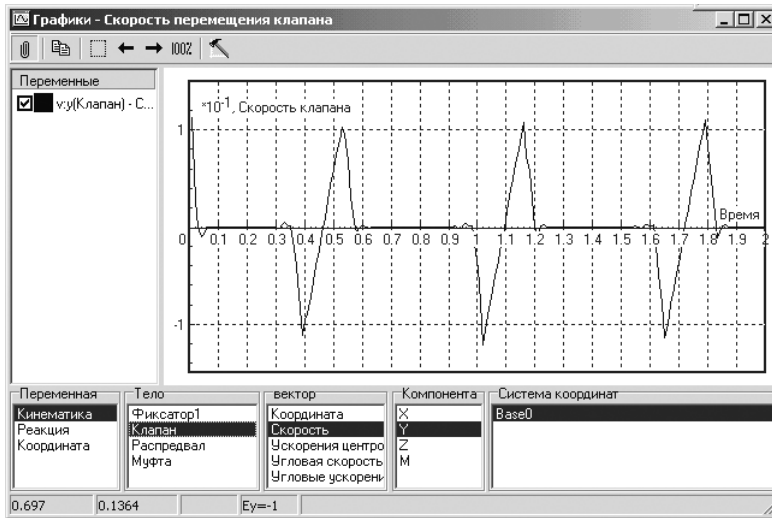 Графики - Скорость перемещения клапана
100%
Переменные
v:y(Клапан) - С...
*10⁻¹, Скорость клапана
1
Время
0 0.1 0.2 0.3 0.4 0.5 0.6 0.7 0.8 0.9 1 1.1 1.2 1.3 1.4 1.5 1.6 1.7 1.8 1.9 2
-1
Переменная Тело вектор Компонента Система координат
Кинематика Фиксатор1 Координата X Base0
Реакция Клапан Скорость Y
Координата Распредвал Ускорения центро Z
Муфта Угловая скорость M
Угловые ускорени
0.697 0.1364 Ey=-1